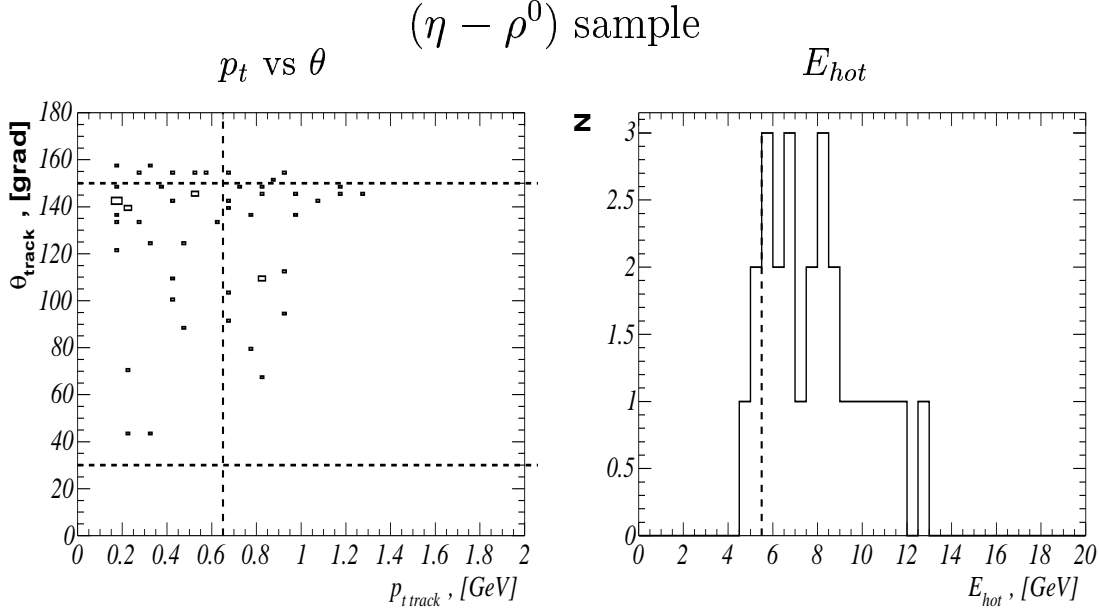 (η − ρ⁰) sample
p_t vs θ
E_hot
θ_track , [grad]
180
160
140
120
100
80
60
40
20
0
0 0.2 0.4 0.6 0.8 1 1.2 1.4 1.6 1.8 2
p_t track , [GeV]
N
3
2.5
2
1.5
1
0.5
0
0 2 4 6 8 10 12 14 16 18 20
E_hot , [GeV]